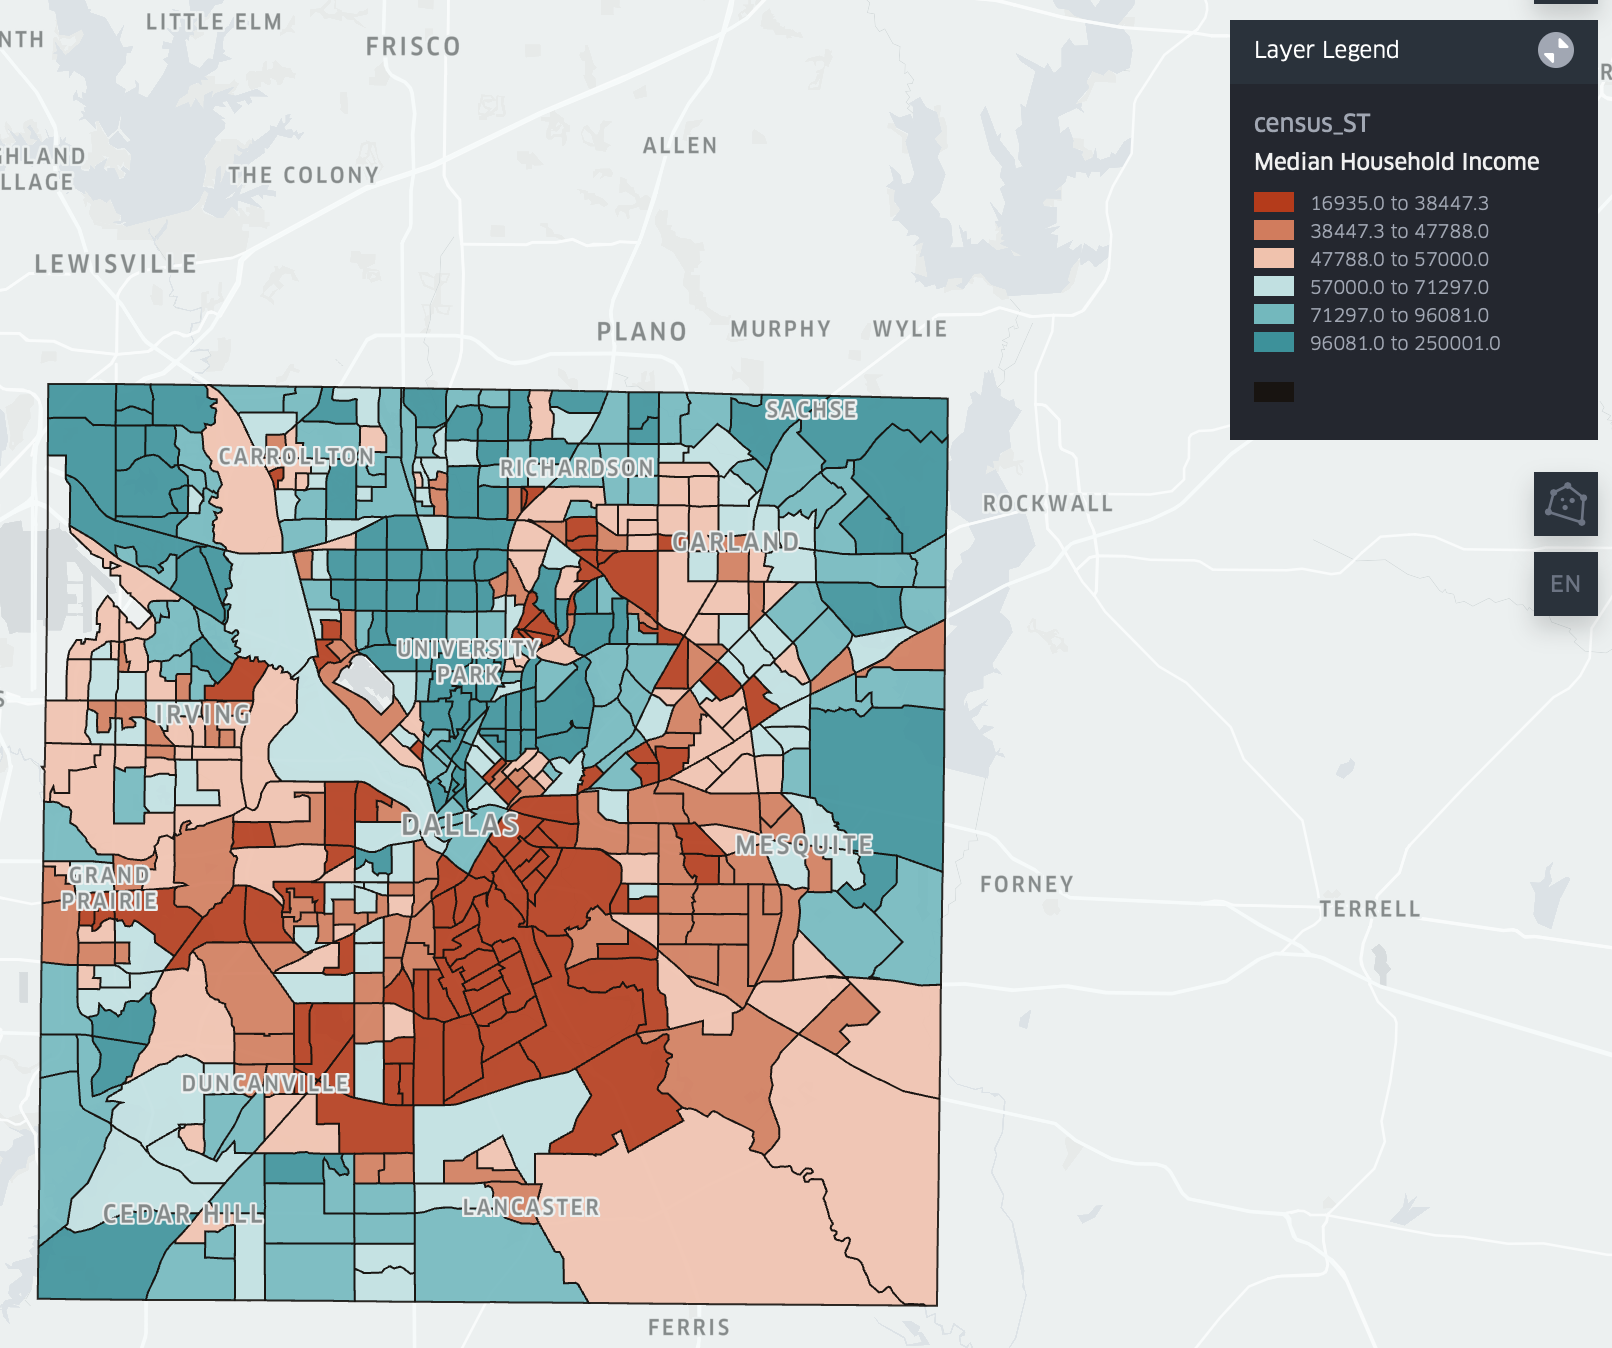 LITTLE ELM
FRISCO
NTH
ALLEN
GHLAND
LLAGE
THE COLONY
LEWISVILLE
PLANO
MURPHY
WYLIE
SACHSE
CARROLLTON
RICHARDSON
ROCKWALL
GARLAND
UNIVERSITY
PARK
IRVING
DALLAS
MESQUITE
GRAND
PRAIRIE
FORNEY
TERRELL
DUNCANVILLE
CEDAR HILL
LANCASTER
FERRIS
S
R
Layer Legend
census_ST
Median Household Income
16935.0 to 38447.3
38447.3 to 47788.0
47788.0 to 57000.0
57000.0 to 71297.0
71297.0 to 96081.0
96081.0 to 250001.0
EN